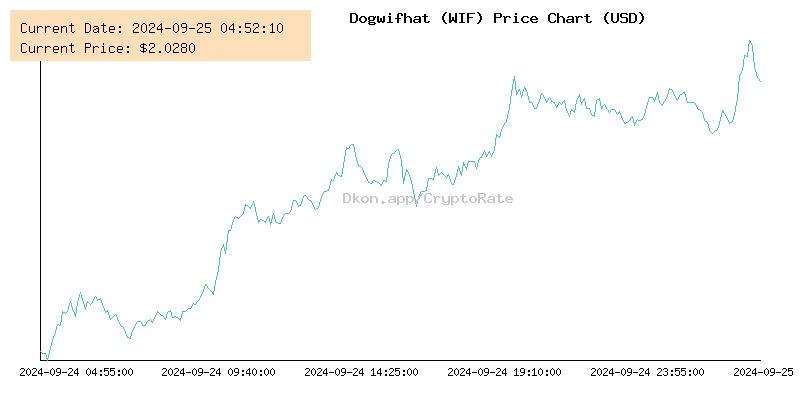 Dogwifhat (WIF) Price Chart (USD)
Current Date: 2024-09-25 04:52:10
Current Price: $2.0280
Dkon.app/CryptoRate
2024-09-24 04:55:00 2024-09-24 09:40:00 2024-09-24 14:25:00 2024-09-24 19:10:00 2024-09-24 23:55:00 2024-09-25